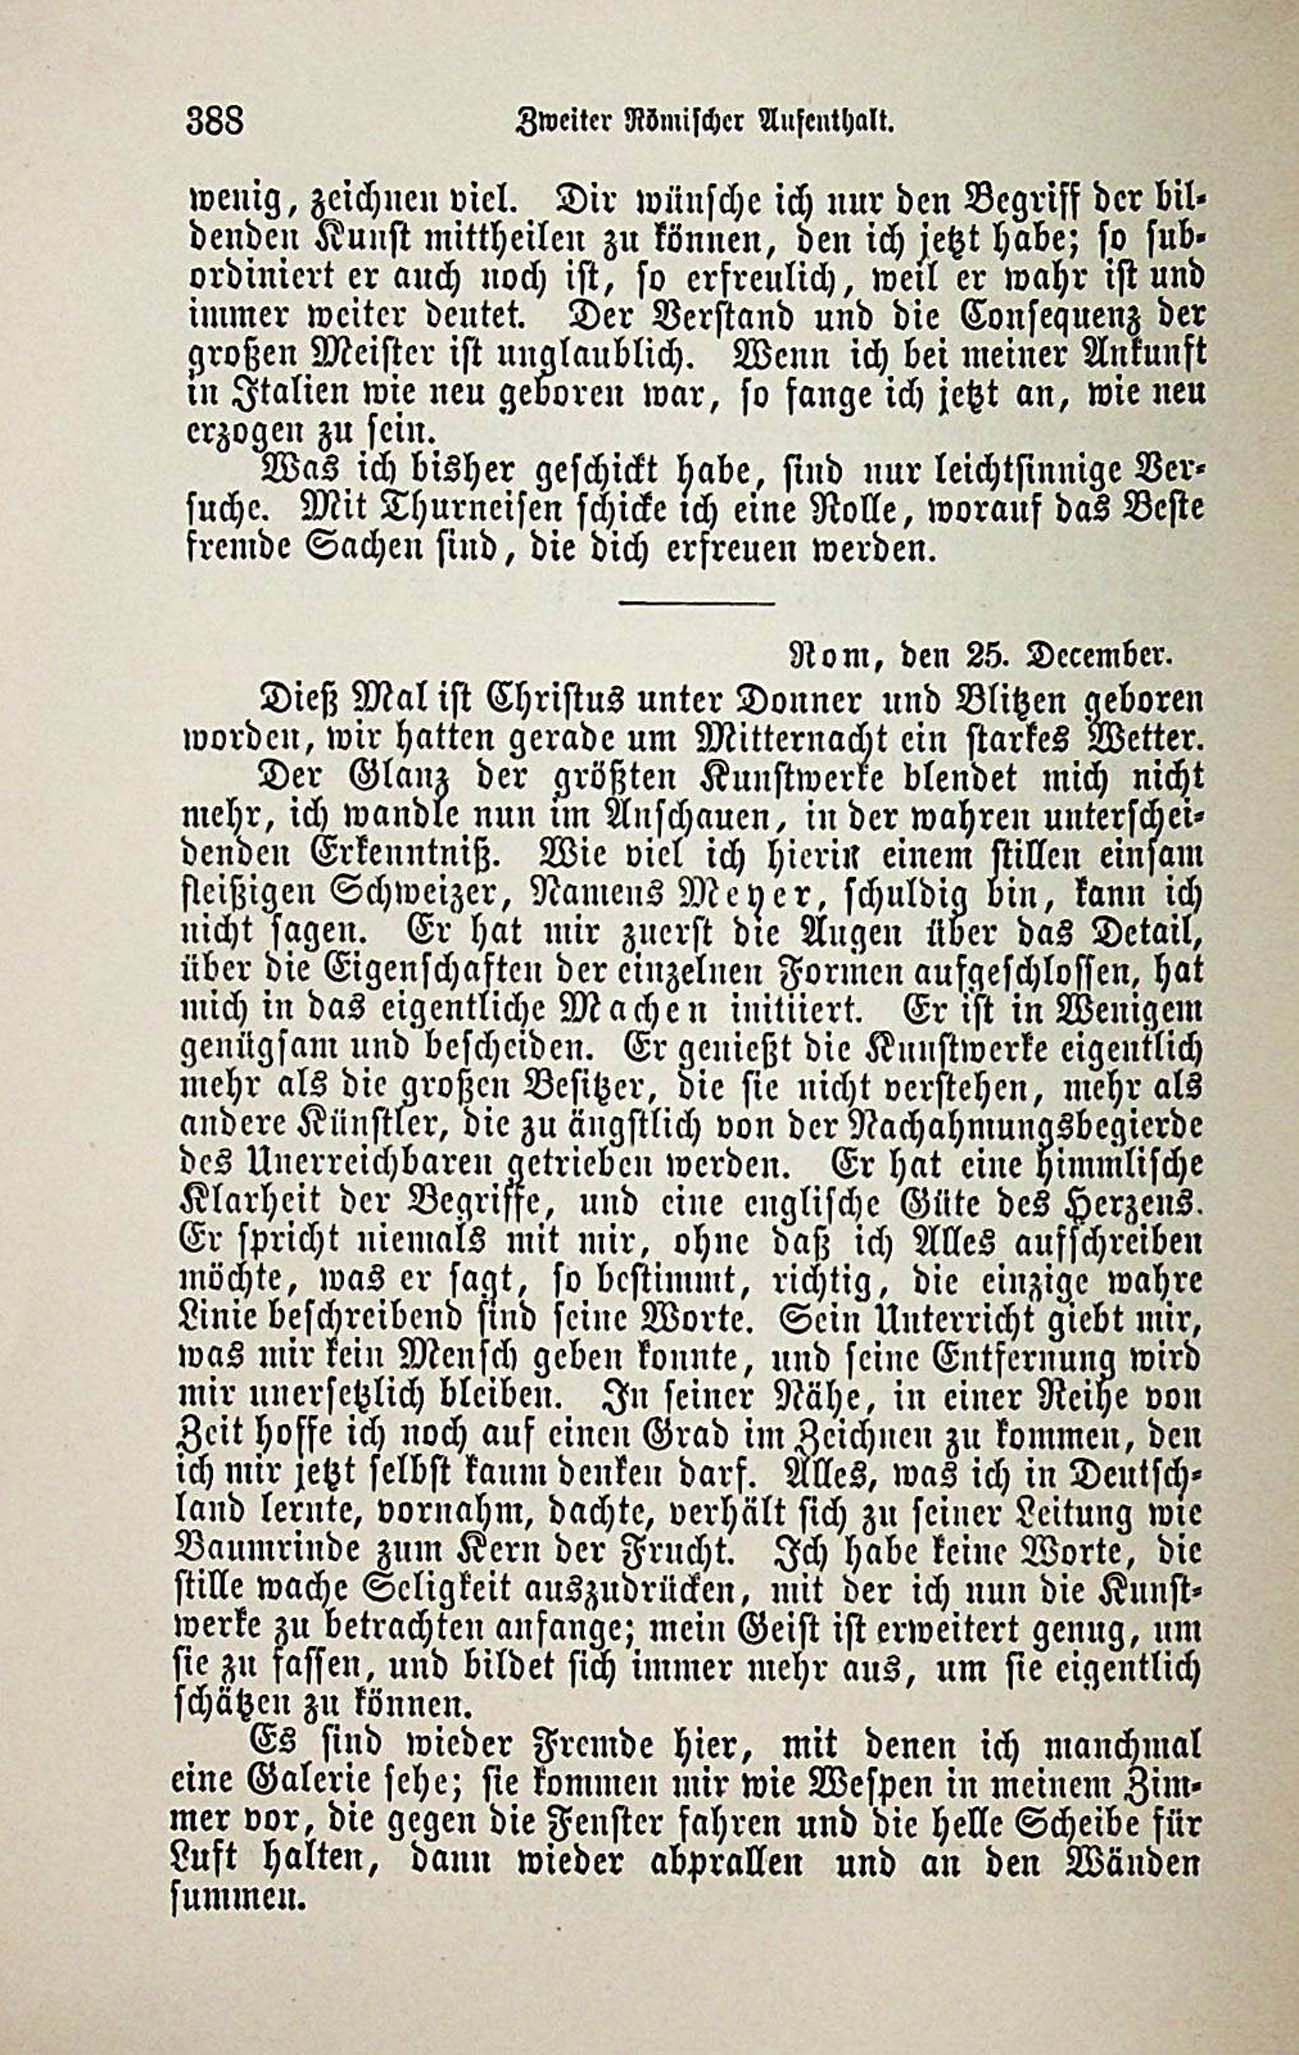 388 Zweiter Römischer Aufenthalt.
wenig, zeichnen viel. Dir wünsche ich nur den Begriff der bil-
denden Kunst mittheilen zu können, den ich jetzt habe; so sub-
ordiniert er auch noch ist, so erfreulich, weil er wahr ist und
immer weiter deutet. Der Verstand und die Consequenz der
großen Meister ist unglaublich. Wenn ich bei meiner Ankunft
in Italien wie neu geboren war, so fange ich jetzt an, wie neu
erzogen zu sein.
Was ich bisher geschickt habe, sind nur leichtsinnige Ver-
suche. Mit Thurneisen schicke ich eine Rolle, worauf das Beste
fremde Sachen sind, die dich erfreuen werden.
Rom, den 25. December.
Dieß Mal ist Christus unter Donner und Blitzen geboren
worden, wir hatten gerade um Mitternacht ein starkes Wetter.
Der Glanz der größten Kunstwerke blendet mich nicht
mehr, ich wandle nun im Anschauen, in der wahren unterschei-
denden Erkenntniß. Wie viel ich hierin einem stillen einsam
fleißigen Schweizer, Namens Meyer, schuldig bin, kann ich
nicht sagen. Er hat mir zuerst die Augen über das Detail,
über die Eigenschaften der einzelnen Formen aufgeschlossen, hat
mich in das eigentliche Machen initiiert. Er ist in Wenigem
genügsam und bescheiden. Er genießt die Kunstwerke eigentlich
mehr als die großen Besitzer, die sie nicht verstehen, mehr als
andere Künstler, die zu ängstlich von der Nachahmungsbegierde
des Unerreichbaren getrieben werden. Er hat eine himmlische
Klarheit der Begriffe, und eine englische Güte des Herzens.
Er spricht niemals mit mir, ohne daß ich Alles aufschreiben
möchte, was er sagt, so bestimmt, richtig, die einzige wahre
Linie beschreibend sind seine Worte. Sein Unterricht giebt mir,
was mir kein Mensch geben konnte, und seine Entfernung wird
mir unersetzlich bleiben. In seiner Nähe, in einer Reihe von
Zeit hoffe ich noch auf einen Grad im Zeichnen zu kommen, den
ich mir jetzt selbst kaum denken darf. Alles, was ich in Deutsch-
land lernte, vornahm, dachte, verhält sich zu seiner Leitung wie
Baumrinde zum Kern der Frucht. Ich habe keine Worte, die
stille wache Seligkeit auszudrücken, mit der ich nun die Kunst-
werke zu betrachten anfange; mein Geist ist erweitert genug, um
sie zu fassen, und bildet sich immer mehr aus, um sie eigentlich
schätzen zu können.
Es sind wieder Fremde hier, mit denen ich manchmal
eine Galerie sehe; sie kommen mir wie Wespen in meinem Zim-
mer vor, die gegen die Fenster fahren und die helle Scheibe für
Luft halten, dann wieder abprallen und an den Wänden
summen.